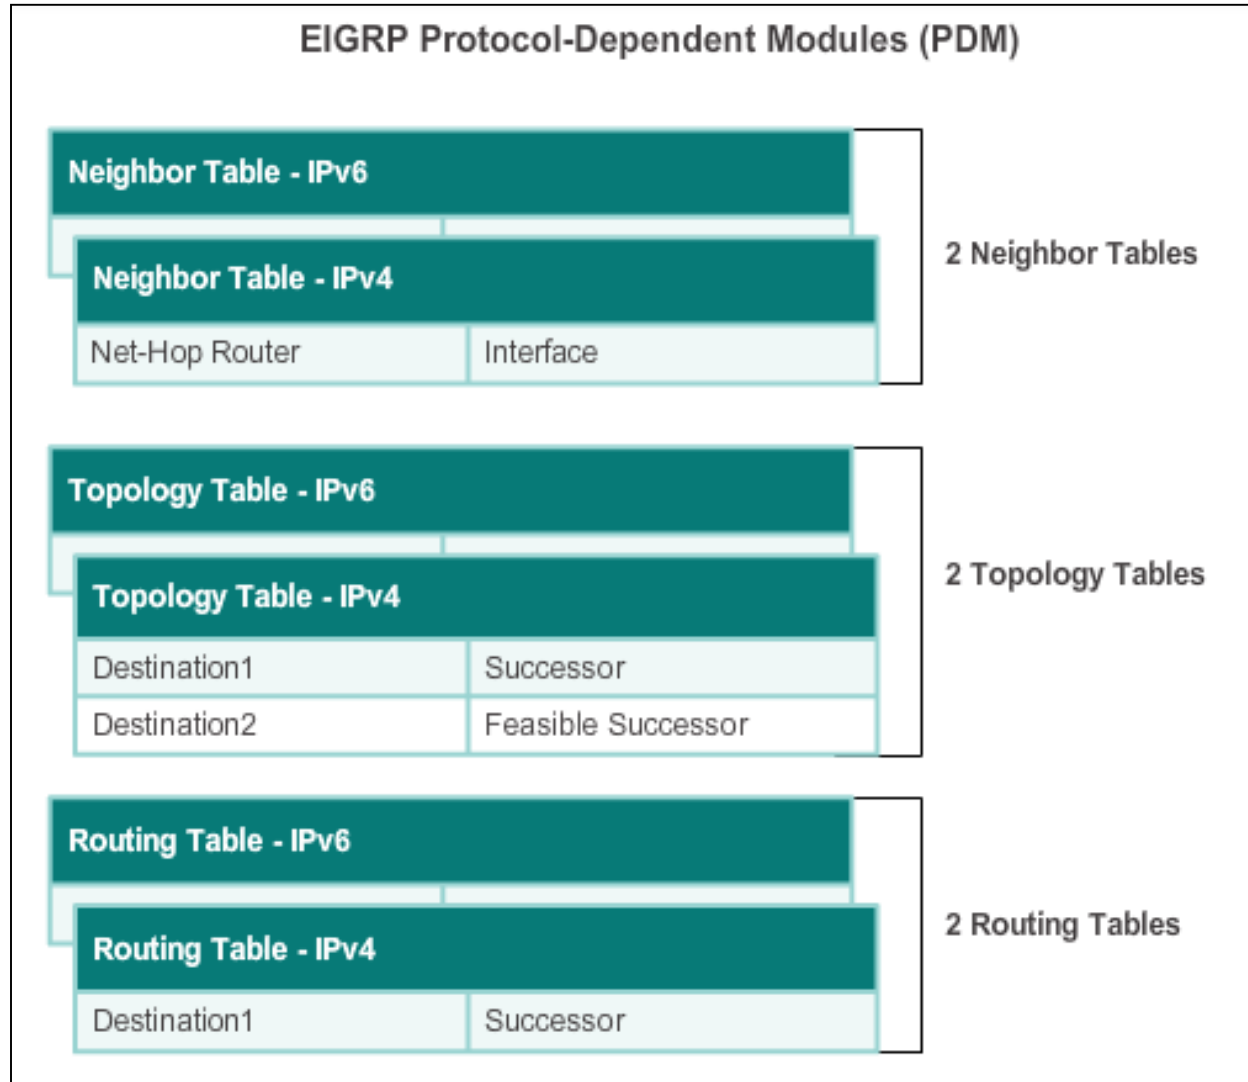 EIGRP Protocol-Dependent Modules (PDM)
Neighbor Table - IPv6
Neighbor Table - IPv4
Net-Hop Router Interface
2 Neighbor Tables
Topology Table - IPv6
Topology Table - IPv4
Destination1 Successor
Destination2 Feasible Successor
2 Topology Tables
Routing Table - IPv6
Routing Table - IPv4
Destination1 Successor
2 Routing Tables